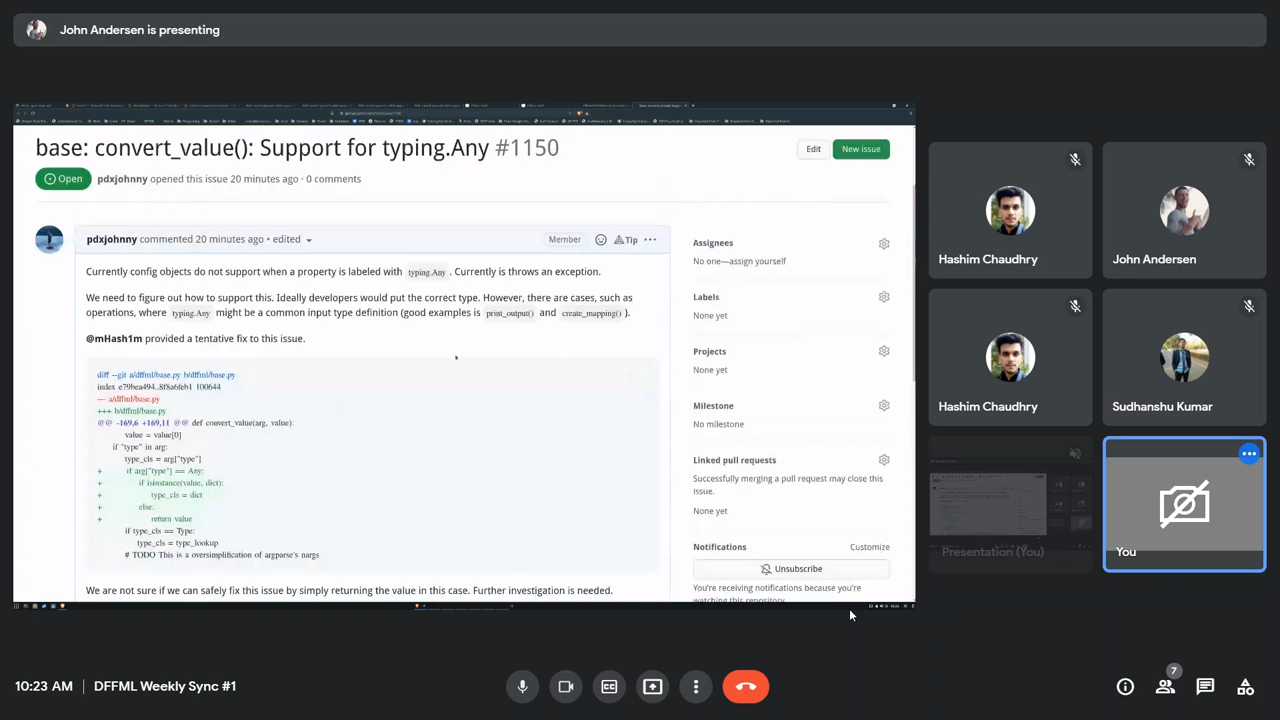 John Andersen is presenting
base: convert_value(): Support for typing.Any #1150
Edit
New issue
Open
pdxjohnny opened this issue 20 minutes ago · 0 comments
pdxjohnny commented 20 minutes ago • edited
Member
Tip
Currently config objects do not support when a property is labeled with typing.Any . Currently is throws an exception.
We need to figure out how to support this. Ideally developers would put the correct type. However, there are cases, such as
operations, where typing.Any might be a common input type definition (good examples is print_output() and create_mapping() ).
@mHash1m provided a tentative fix to this issue.
diff --git a/dffml/base.py b/dffml/base.py
index e79bea494..8f8a6feb1 100644
--- a/dffml/base.py
+++ b/dffml/base.py
@@ -169,6 +169,11 @@ def convert_value(arg, value):
value = value[0]
if "type" in arg:
type_cls = arg["type"]
+ if arg["type"] == Any:
+ if isinstance(value, dict):
+ type_cls = dict
+ else:
+ return value
if type_cls == Type:
type_cls = type_lookup
# TODO This is a oversimplification of argparse's nargs
We are not sure if we can safely fix this issue by simply returning the value in this case. Further investigation is needed.
Assignees
No one—assign yourself
Labels
None yet
Projects
None yet
Milestone
No milestone
Linked pull requests
Successfully merging a pull request may close this
issue.
None yet
Notifications
Customize
Unsubscribe
You're receiving notifications because you're
watching this repository.
Hashim Chaudhry
John Andersen
Hashim Chaudhry
Sudhanshu Kumar
Presentation (You)
You
10:23 AM | DFFML Weekly Sync #1
7